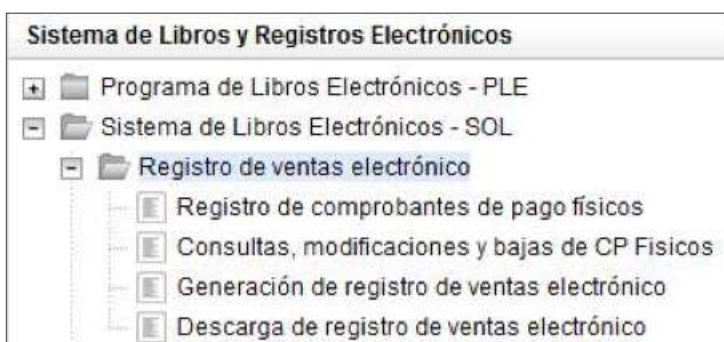 Sistema de Libros y Registros Electrónicos
Programa de Libros Electrónicos - PLE
Sistema de Libros Electrónicos - SOL
Registro de ventas electrónico
Registro de comprobantes de pago físicos
Consultas, modificaciones y bajas de CP Fisicos
Generación de registro de ventas electrónico
Descarga de registro de ventas electrónico